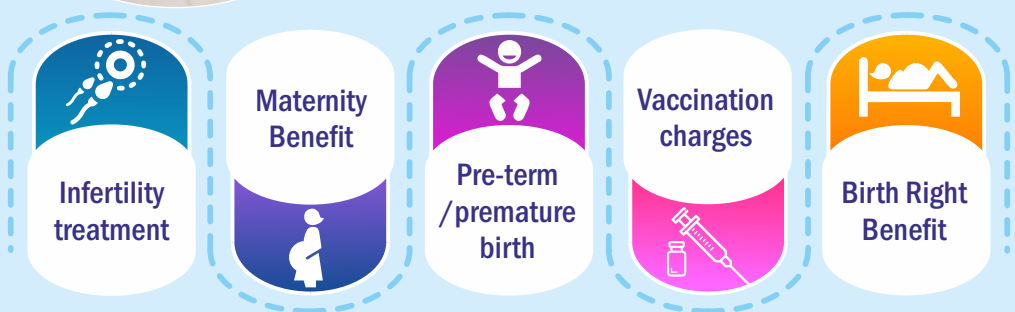 Infertility
treatment
Maternity
Benefit
Pre-term
/premature
birth
Vaccination
charges
Birth Right
Benefit